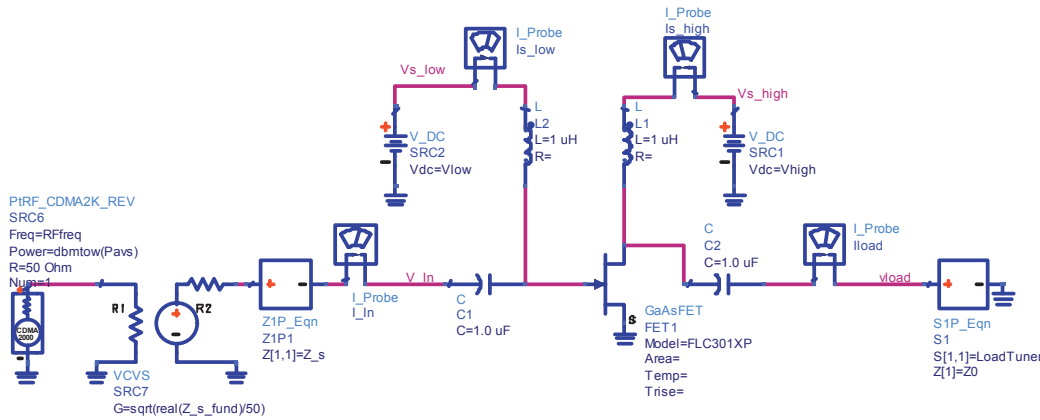 I_Probe
Is_low
Vs_low
V_DC
SRC2
Vdc=Vlow
L
L2
L=1 uH
R=
I_Probe
Is_high
Vs_high
L
L1
L=1 uH
R=
V_DC
SRC1
Vdc=Vhigh
PtRF_CDMA2K_REV
SRC6
Freq=RFfreq
Power=dbmtow(Pavs)
R=50 Ohm
Num=1
CDMA
2000
R1
VCVS
SRC7
G=sqrt(real(Z_s_fund)/50)
R2
Z1P_Eqn
Z1P1
Z[1,1]=Z_s
I_Probe
I_In
V_In
C
C1
C=1.0 uF
S
GaAsFET
FET1
Model=FLC301XP
Area=
Temp=
Trise=
C
C2
C=1.0 uF
I_Probe
Iload
vload
S1P_Eqn
S1
S[1,1]=LoadTuner
Z[1]=Z0